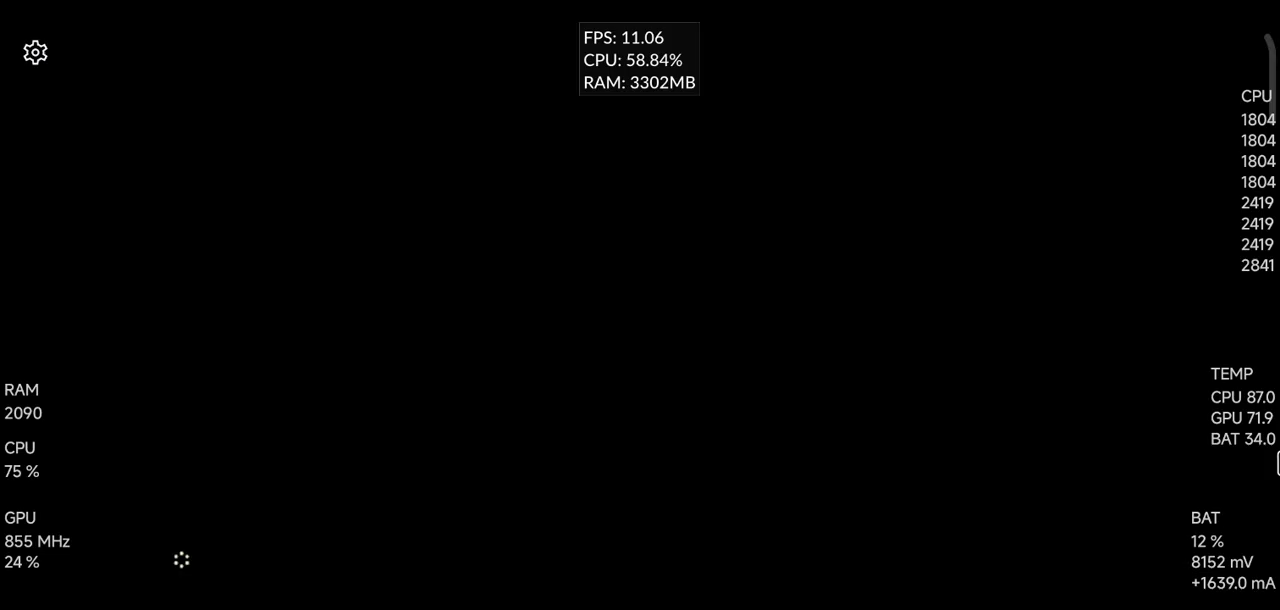 FPS: 11.06
CPU: 58.84%
RAM: 3302MB
CPU
1804
1804
1804
1804
2419
2419
2419
2841
RAM
2090
CPU
75 %
GPU
855 MHz
24 %
TEMP
CPU 87.0
GPU 71.9
BAT 34.0
BAT
12 %
8152 mV
+1639.0 mA